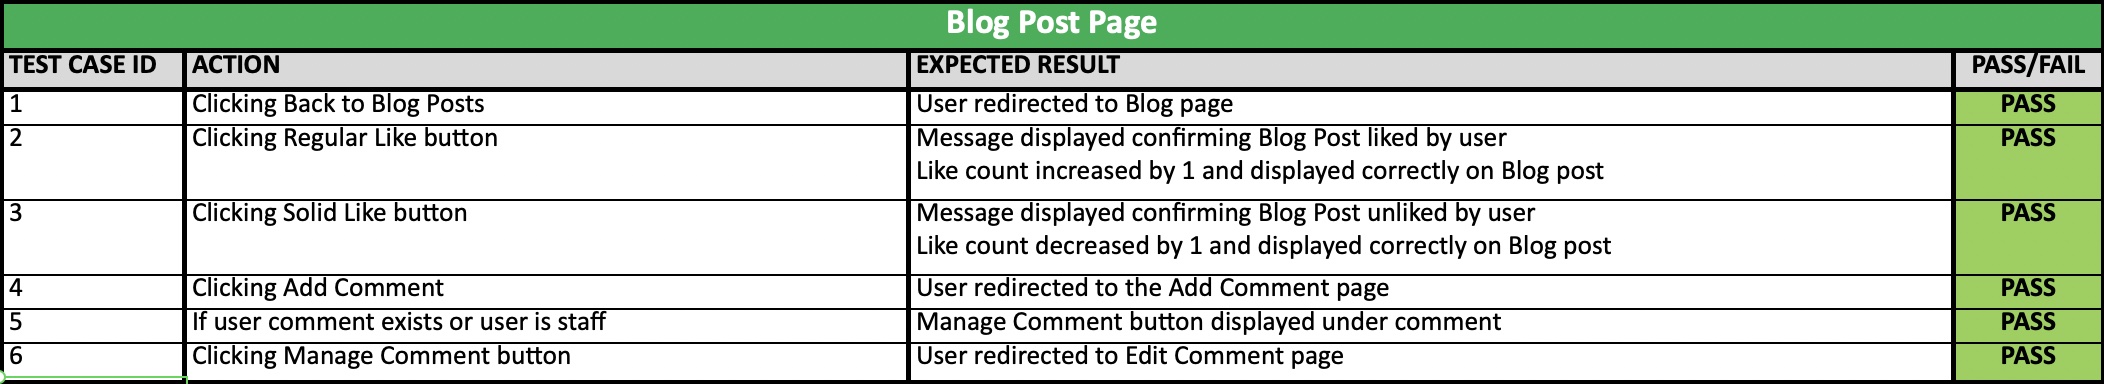 Blog Post Page
TEST CASE ID ACTION EXPECTED RESULT PASS/FAIL
1 Clicking Back to Blog Posts User redirected to Blog page PASS
2 Clicking Regular Like button Message displayed confirming Blog Post liked by user PASS
Like count increased by 1 and displayed correctly on Blog post
3 Clicking Solid Like button Message displayed confirming Blog Post unliked by user PASS
Like count decreased by 1 and displayed correctly on Blog post
4 Clicking Add Comment User redirected to the Add Comment page PASS
5 If user comment exists or user is staff Manage Comment button displayed under comment PASS
6 Clicking Manage Comment button User redirected to Edit Comment page PASS